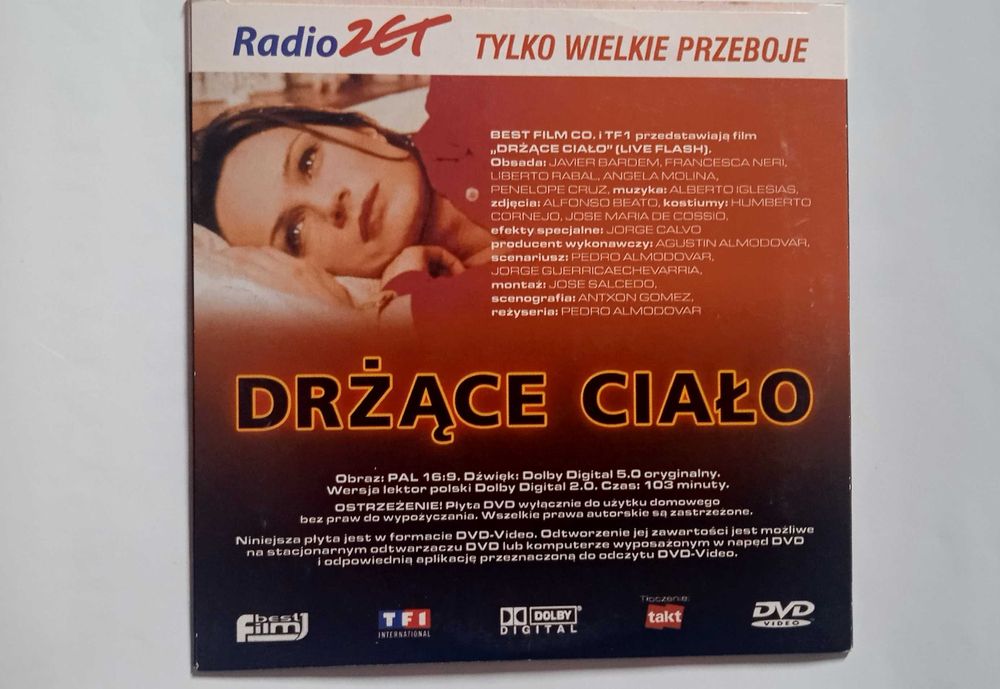 Radio ZET TYLKO WIELKIE PRZEBOJE
BEST FILM CO. i TF1 przedstawiają film
„DRŻĄCE CIAŁO” (LIVE FLASH).
Obsada: JAVIER BARDEM, FRANCESCA NERI,
LIBERTO RABAL, ANGELA MOLINA,
PENELOPE CRUZ, muzyka: ALBERTO IGLESIAS,
zdjęcia: ALFONSO BEATO, kostiumy: HUMBERTO
CORNEJO, JOSE MARIA DE COSSIO,
efekty specjalne: JORGE CALVO
producent wykonawczy: AGUSTIN ALMODOVAR,
scenariusz: PEDRO ALMODOVAR,
JORGE GUERRICAECHEVARRIA,
montaż: JOSE SALCEDO,
scenografia: ANTXON GOMEZ,
reżyseria: PEDRO ALMODOVAR
DRŻĄCE CIAŁO
Obraz: PAL 16:9. Dźwięk: Dolby Digital 5.0 oryginalny.
Wersja lektor polski Dolby Digital 2.0. Czas: 103 minuty.
OSTRZEŻENIE! Płyta DVD wyłącznie do użytku domowego
bez praw do wypożyczania. Wszelkie prawa autorskie są zastrzeżone.
Niniejsza płyta jest w formacie DVD-Video. Odtworzenie jej zawartości jest możliwe
na stacjonarnym odtwarzaczu DVD lub komputerze wyposażonym w napęd DVD
i odpowiednią aplikację przeznaczoną do odczytu DVD-Video.
best film
TF1 INTERNATIONAL
DOLBY DIGITAL
Tłoczenie:
takt
DVD VIDEO